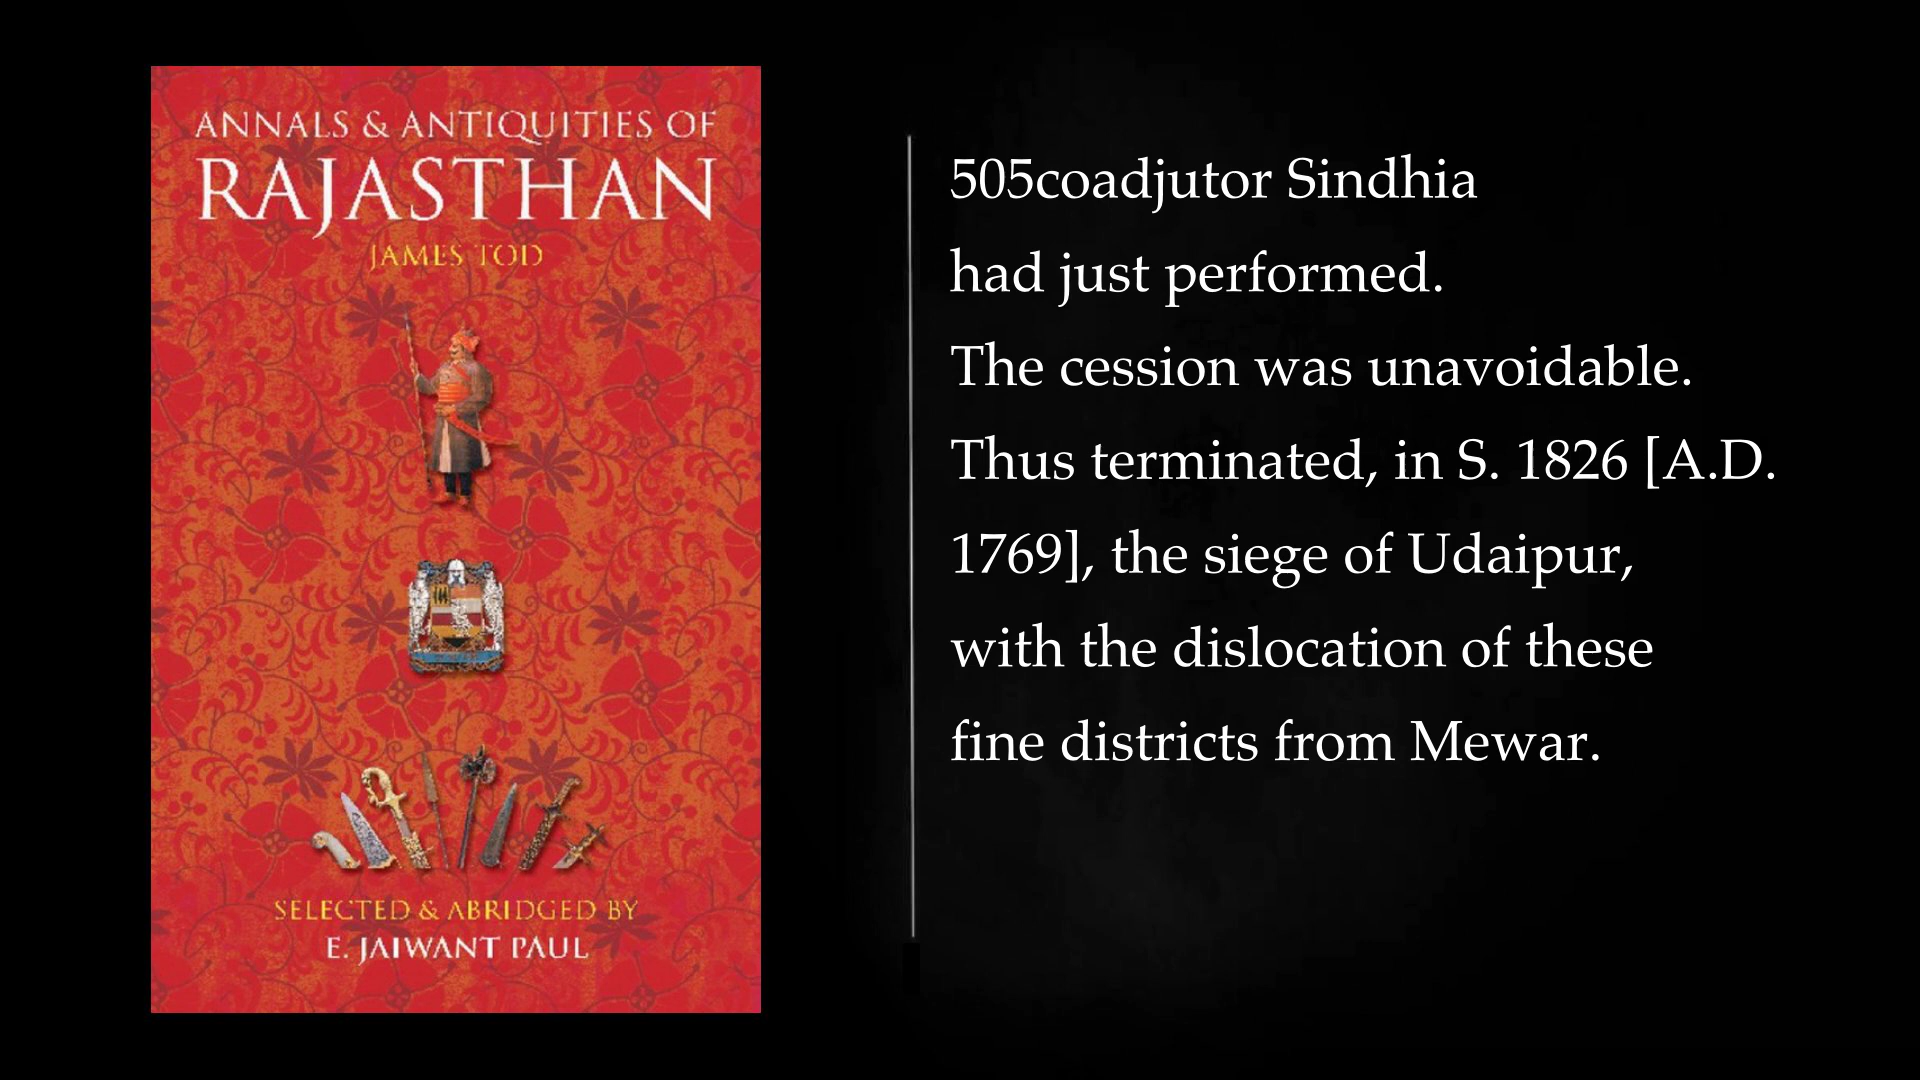 ANNALS & ANTIQUITIES OF
RAJASTHAN
JAMES TOD
SELECTED & ABRIDGED BY
E. JAIWANT PAUL
505coadjutor Sindhia
had just performed.
The cession was unavoidable.
Thus terminated, in S. 1826 [A.D.
1769], the siege of Udaipur,
with the dislocation of these
fine districts from Mewar.